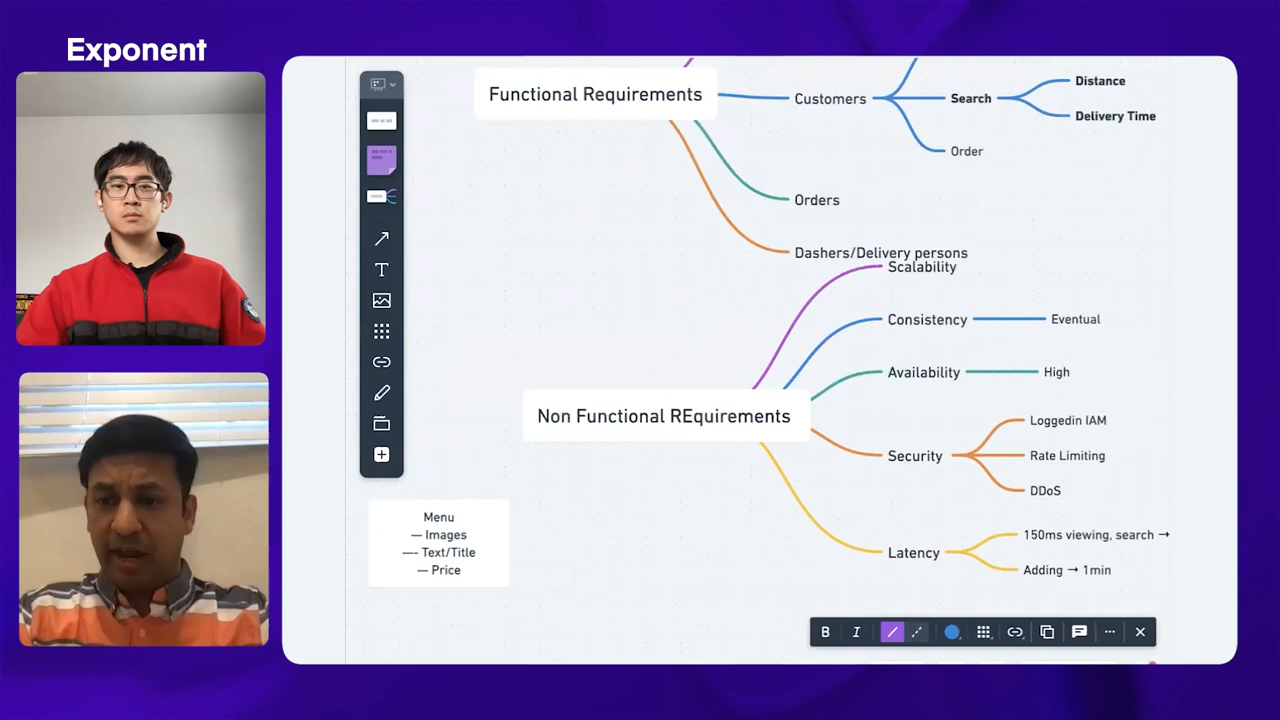 Exponent
Functional Requirements
Customers
Search
Distance
Delivery Time
Order
Orders
Dashers/Delivery persons
Non Functional REquirements
Scalability
Consistency
Eventual
Availability
High
Security
Loggedin IAM
Rate Limiting
DDoS
Latency
150ms viewing, search →
Adding → 1min
Menu
— Images
—- Text/Title
— Price
B I
T